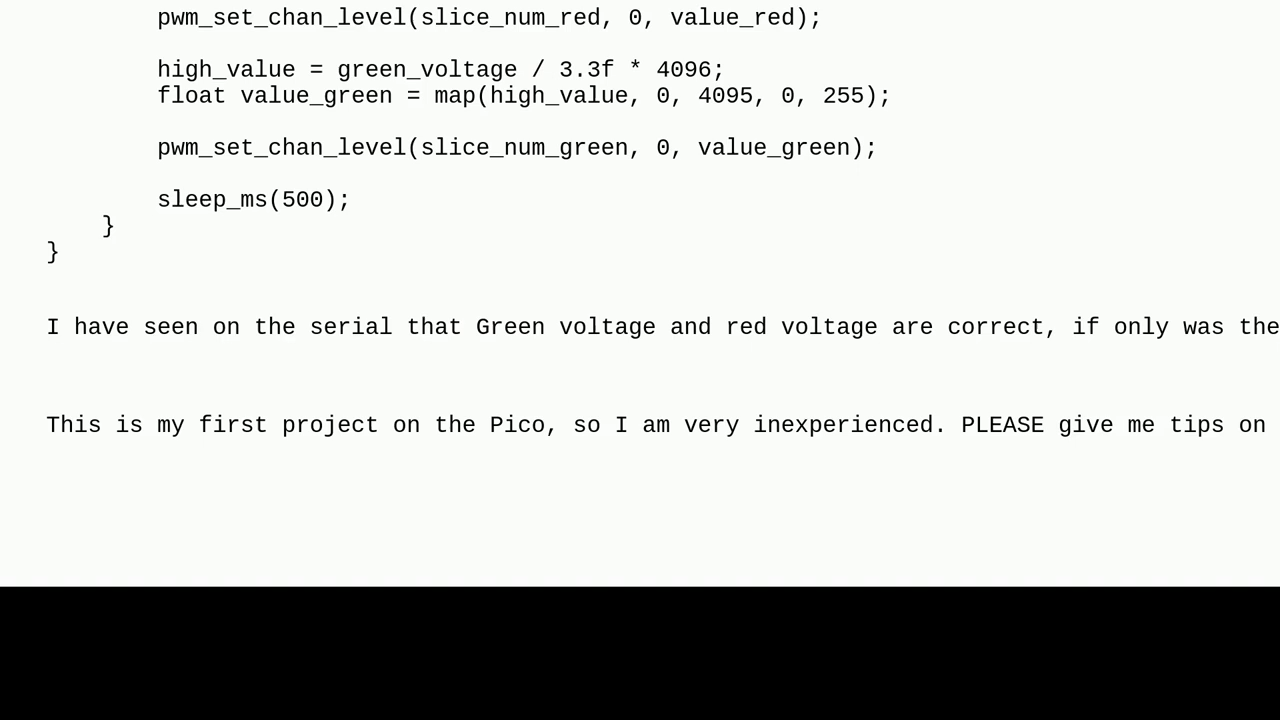 pwm_set_chan_level(slice_num_red, 0, value_red);
high_value = green_voltage / 3.3f * 4096;
float value_green = map(high_value, 0, 4095, 0, 255);
pwm_set_chan_level(slice_num_green, 0, value_green);
sleep_ms(500);
}
}
I have seen on the serial that Green voltage and red voltage are correct, if only was the
This is my first project on the Pico, so I am very inexperienced. PLEASE give me tips on